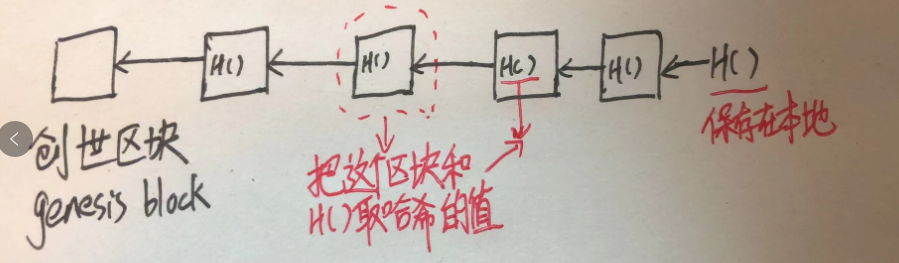 H() H() H() H() H()
保存在本地
创世区块
genesis block
把这个区块和
H()取哈希的值